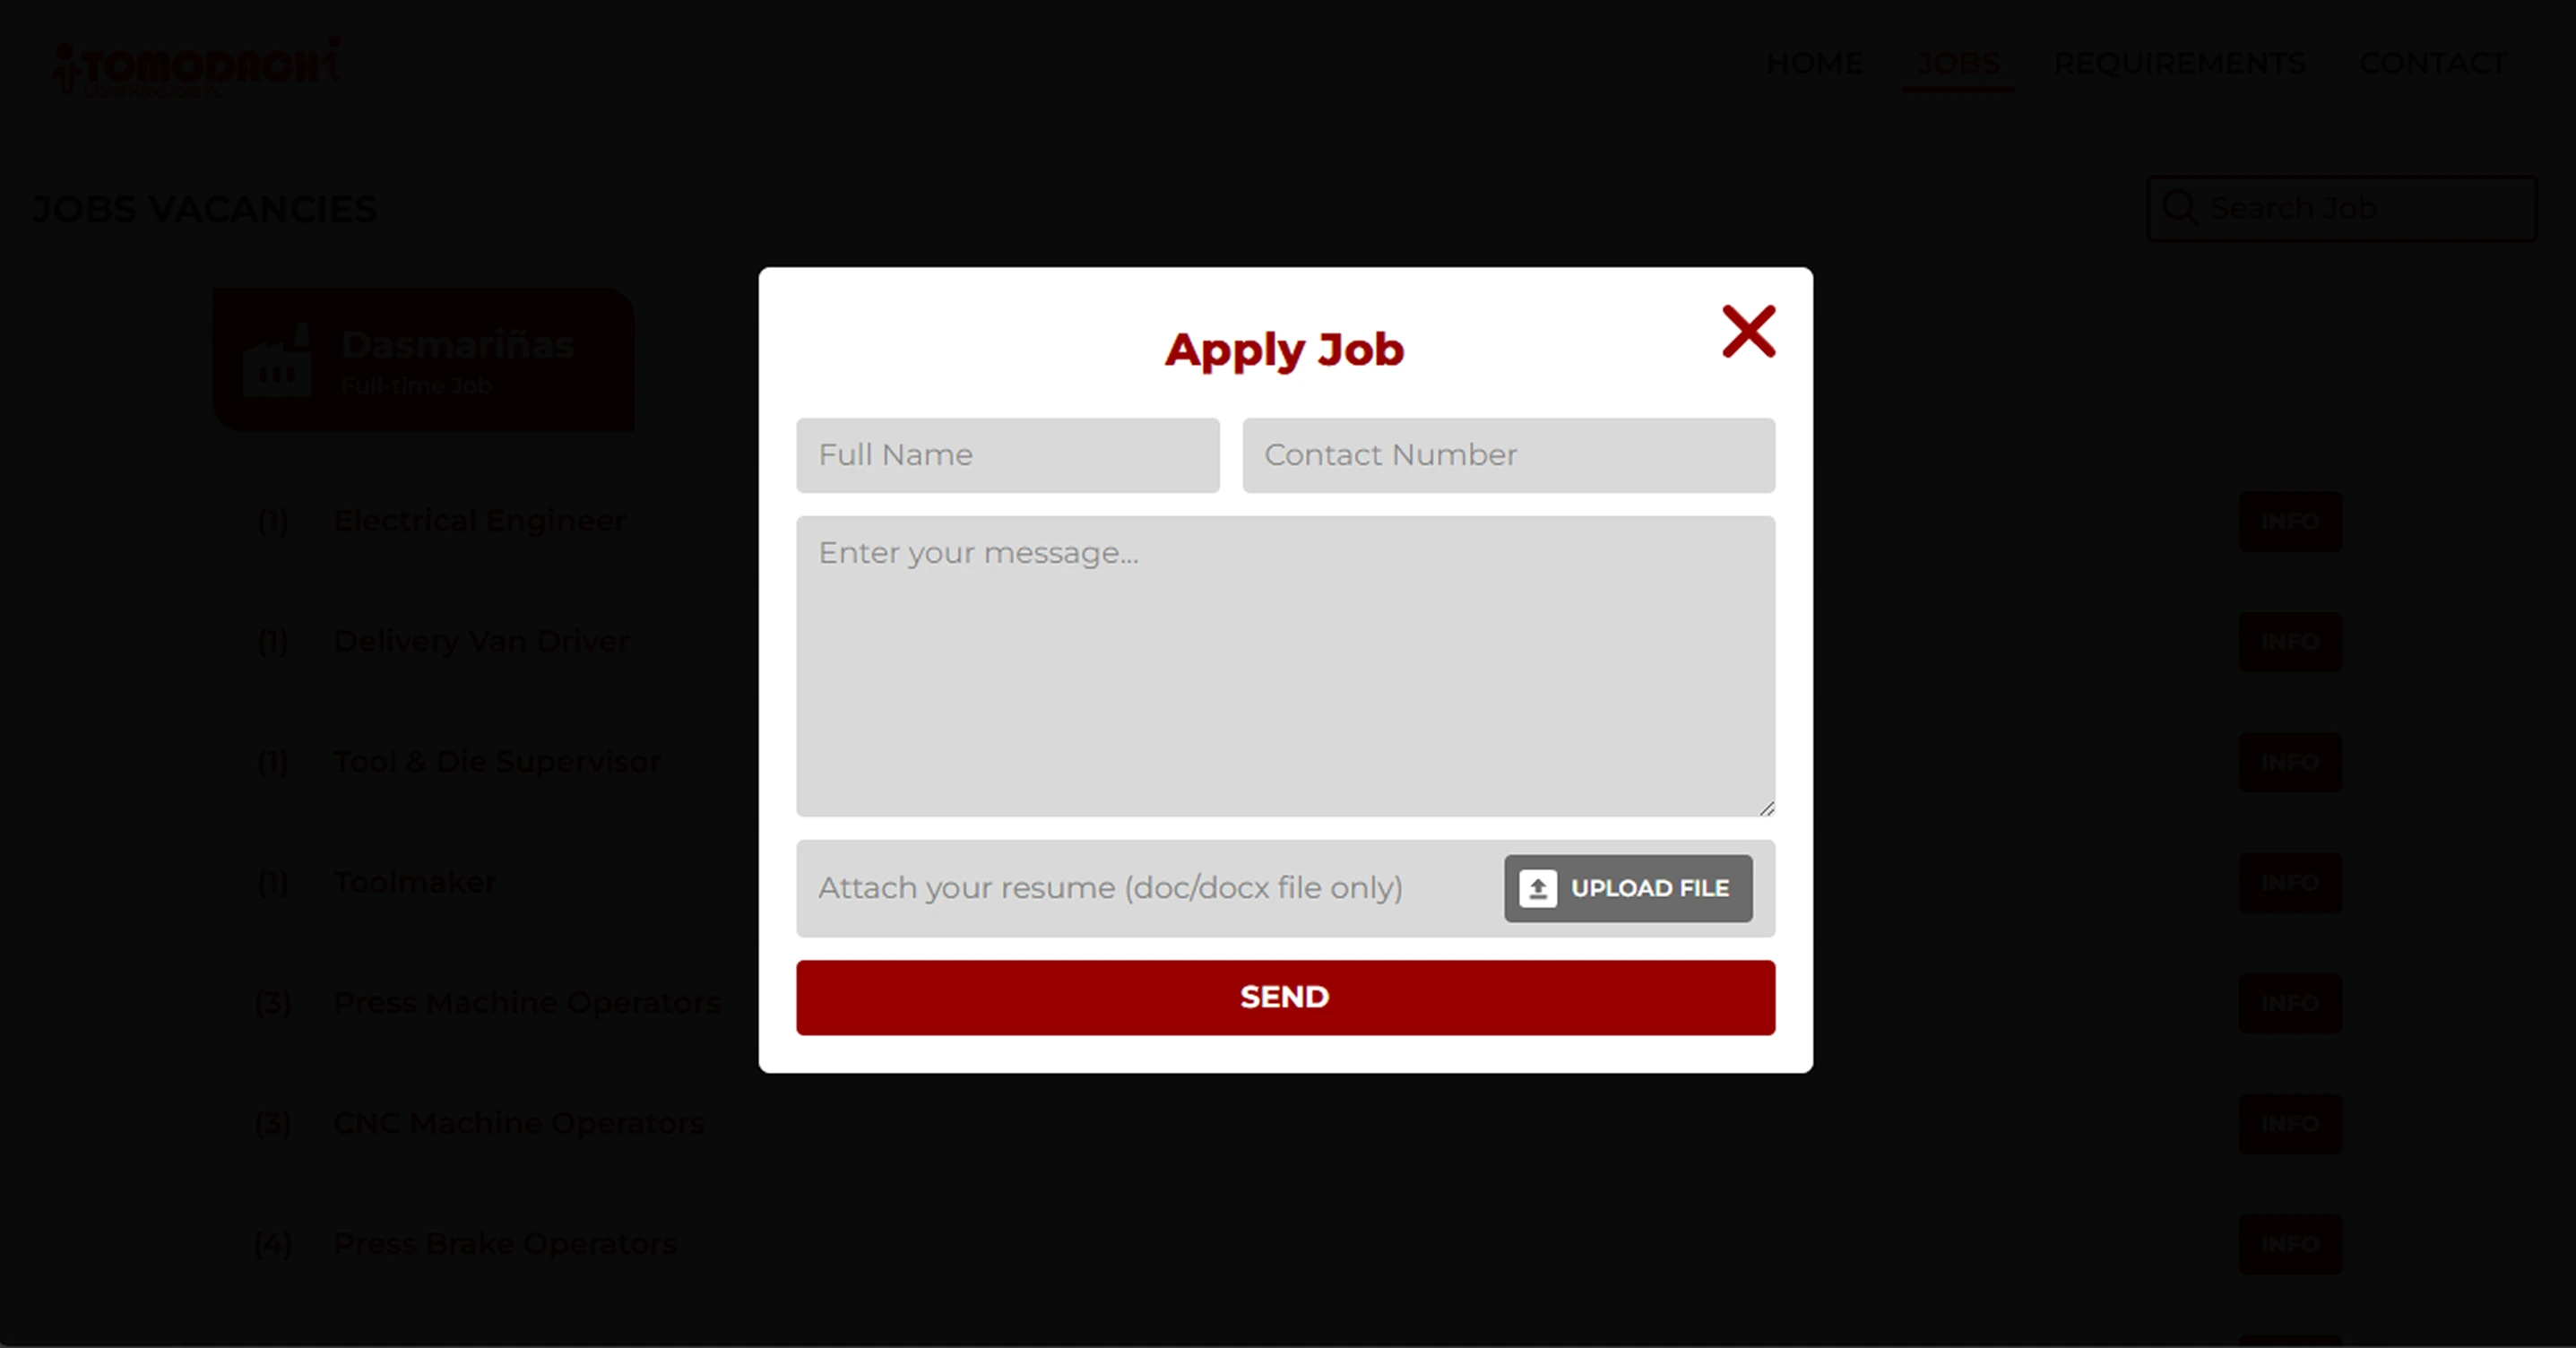 TOMODACHi
HOME JOBS REQUIREMENTS CONTACT
JOBS VACANCIES
Search Job
Dasmariñas
Full-time Job
Apply Job
Full Name
Contact Number
Enter your message...
Attach your resume (doc/docx file only)
UPLOAD FILE
SEND
(1) Electrical Engineer INFO
(1) Delivery Van Driver INFO
(1) Tool & Die Supervisor INFO
(1) Toolmaker INFO
(3) Press Machine Operators INFO
(3) CNC Machine Operators INFO
(4) Press Brake Operators INFO